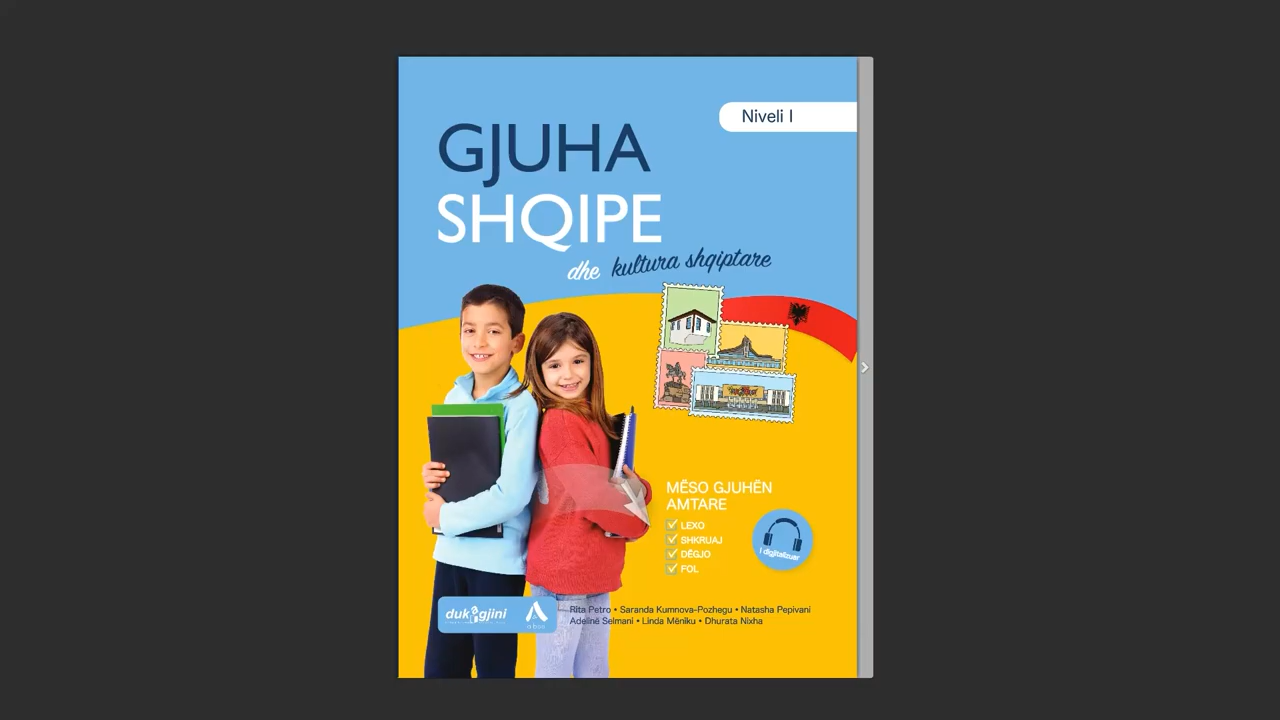 Niveli I
GJUHA
SHQIPE
dhe kultura shqiptare
MËSO GJUHËN
AMTARE
LEXO
SHKRUAJ
DËGJO
FOL
I digjitalizuar
dukagjini
Rita Petro • Saranda Kumnova-Pozhegu • Natasha Pepivani
Adelinë Selmani • Linda Mëniku • Dhurata Nixha